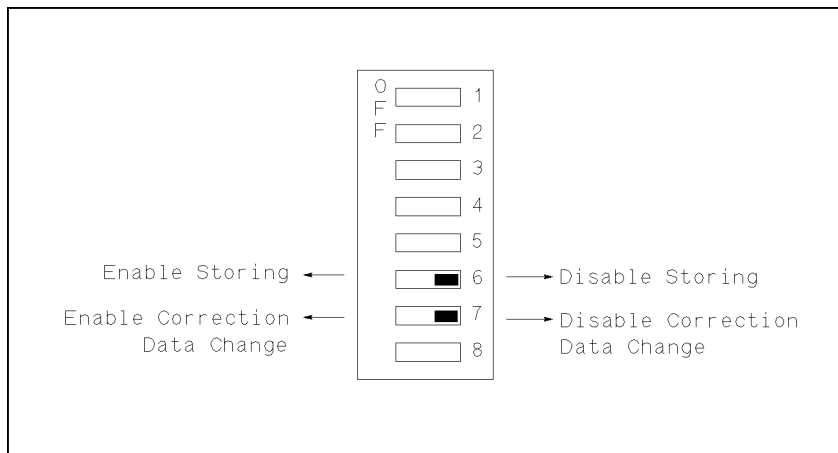 OFF
1
2
3
4
5
Enable Storing 6 Disable Storing
Enable Correction 7 Disable Correction
Data Change Data Change
8